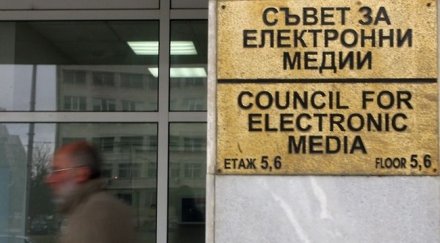 СЪВЕТ ЗА
ЕЛЕКТРОННИ
МЕДИИ
COUNCIL FOR
ELECTRONIC
MEDIA
ЕТАЖ 5,6 FLOOR 5,6